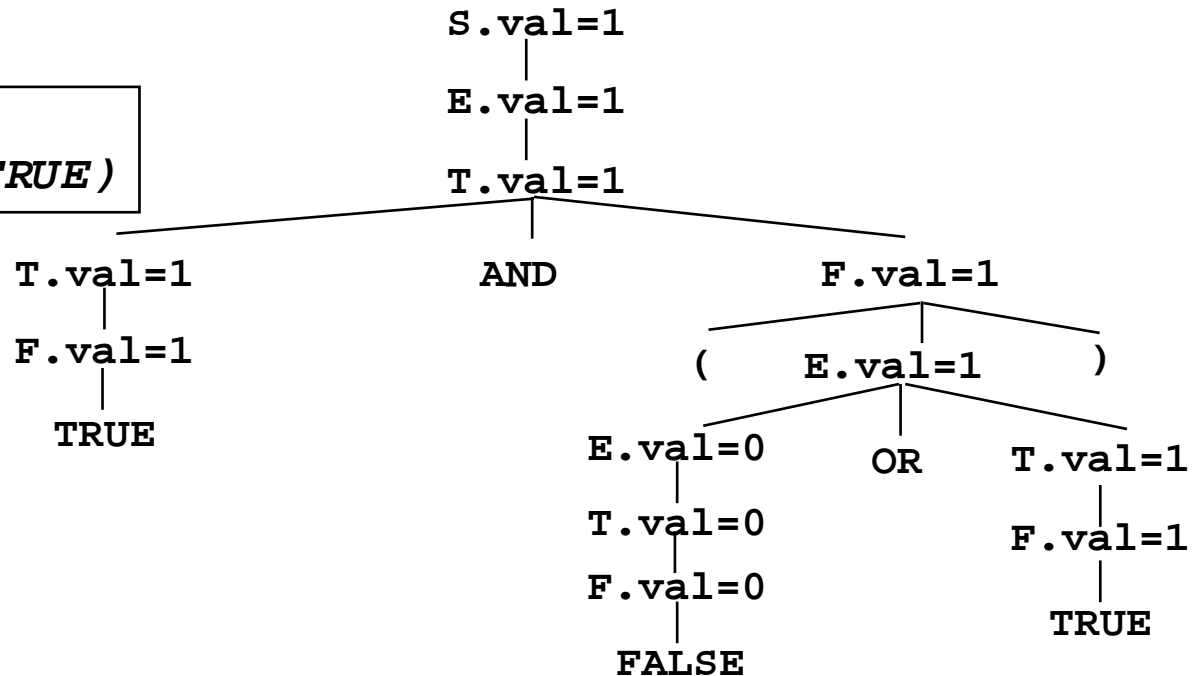 S.val=1
E.val=1
TRUE)
T.val=1
T.val=1 AND F.val=1
F.val=1 ( E.val=1 )
TRUE
E.val=0 OR T.val=1
T.val=0 F.val=1
F.val=0
TRUE
FALSE